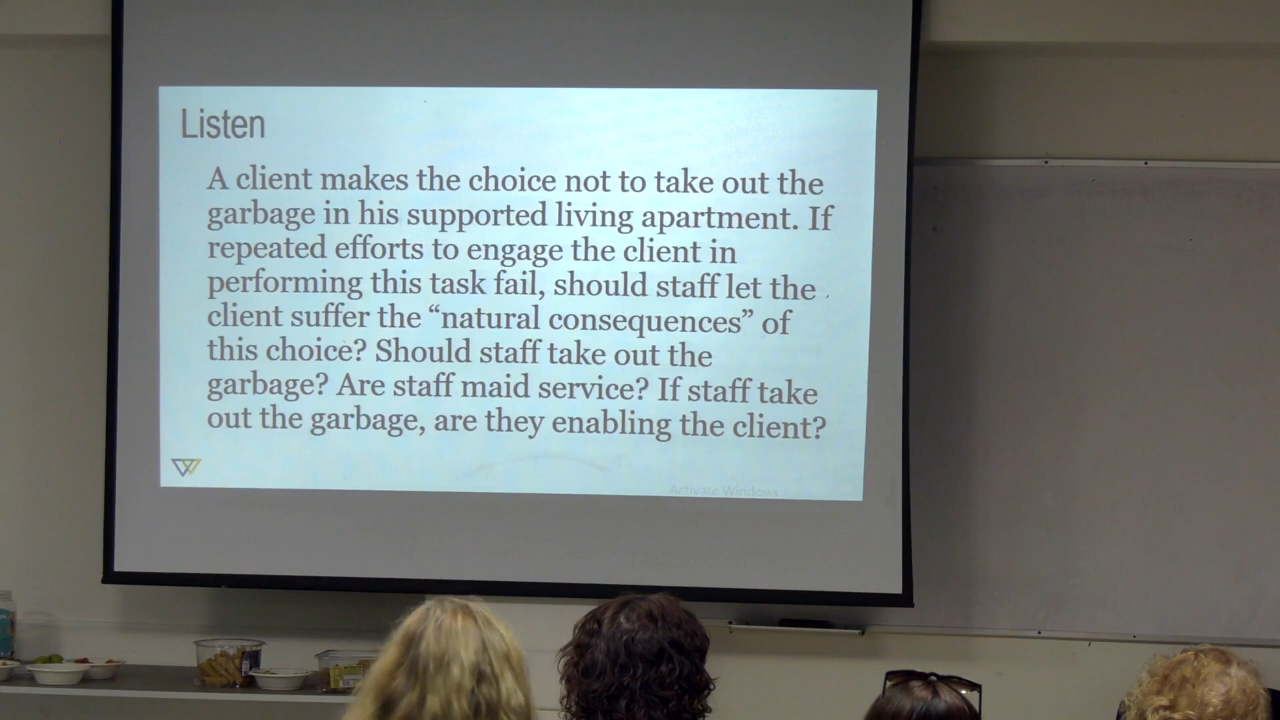 Listen
A client makes the choice not to take out the
garbage in his supported living apartment. If
repeated efforts to engage the client in
performing this task fail, should staff let the
client suffer the “natural consequences” of
this choice? Should staff take out the
garbage? Are staff maid service? If staff take
out the garbage, are they enabling the client?
Activate Windows